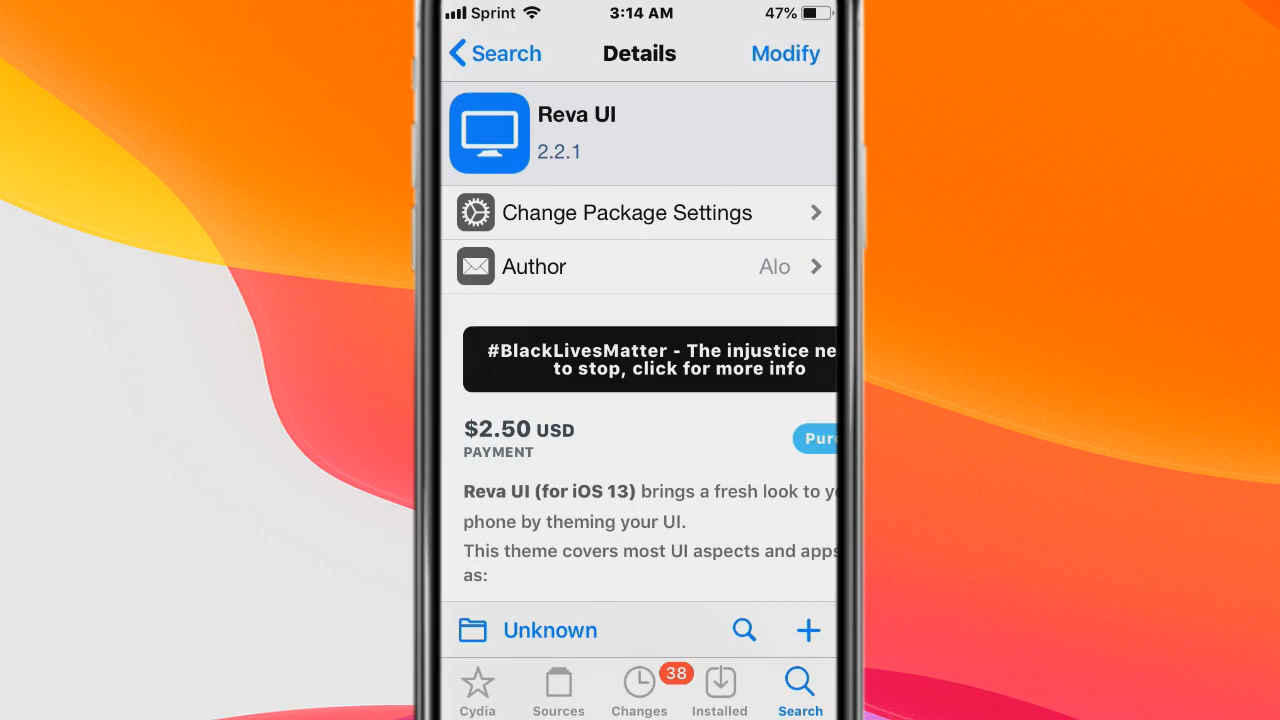 Sprint 3:14 AM 47%
Search Details Modify
Reva UI
2.2.1
Change Package Settings
Author Alo
#BlackLivesMatter - The injustice ne
to stop, click for more info
$2.50 USD
PAYMENT
Pur
Reva UI (for iOS 13) brings a fresh look to y
phone by theming your UI.
This theme covers most UI aspects and apps
as:
Unknown
38
Cydia Sources Changes Installed Search